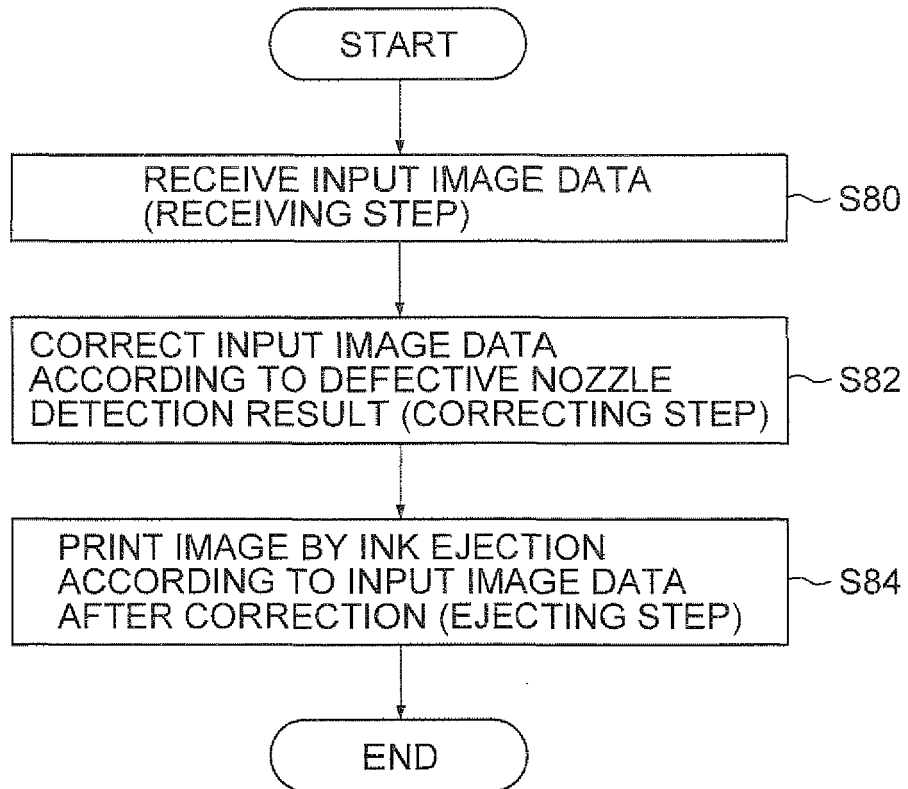 START
RECEIVE INPUT IMAGE DATA
(RECEIVING STEP)
S80
CORRECT INPUT IMAGE DATA
ACCORDING TO DEFECTIVE NOZZLE
DETECTION RESULT (CORRECTING STEP)
S82
PRINT IMAGE BY INK EJECTION
ACCORDING TO INPUT IMAGE DATA
AFTER CORRECTION (EJECTING STEP)
S84
END